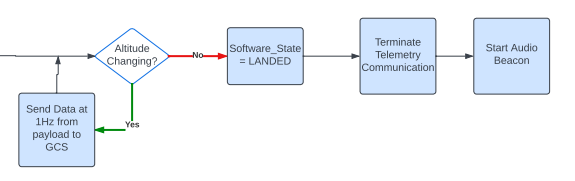 Altitude
Changing?
No
Software_State
= LANDED
Terminate
Telemetry
Communication
Start Audio
Beacon
Yes
Send Data at
1Hz from
payload to
GCS